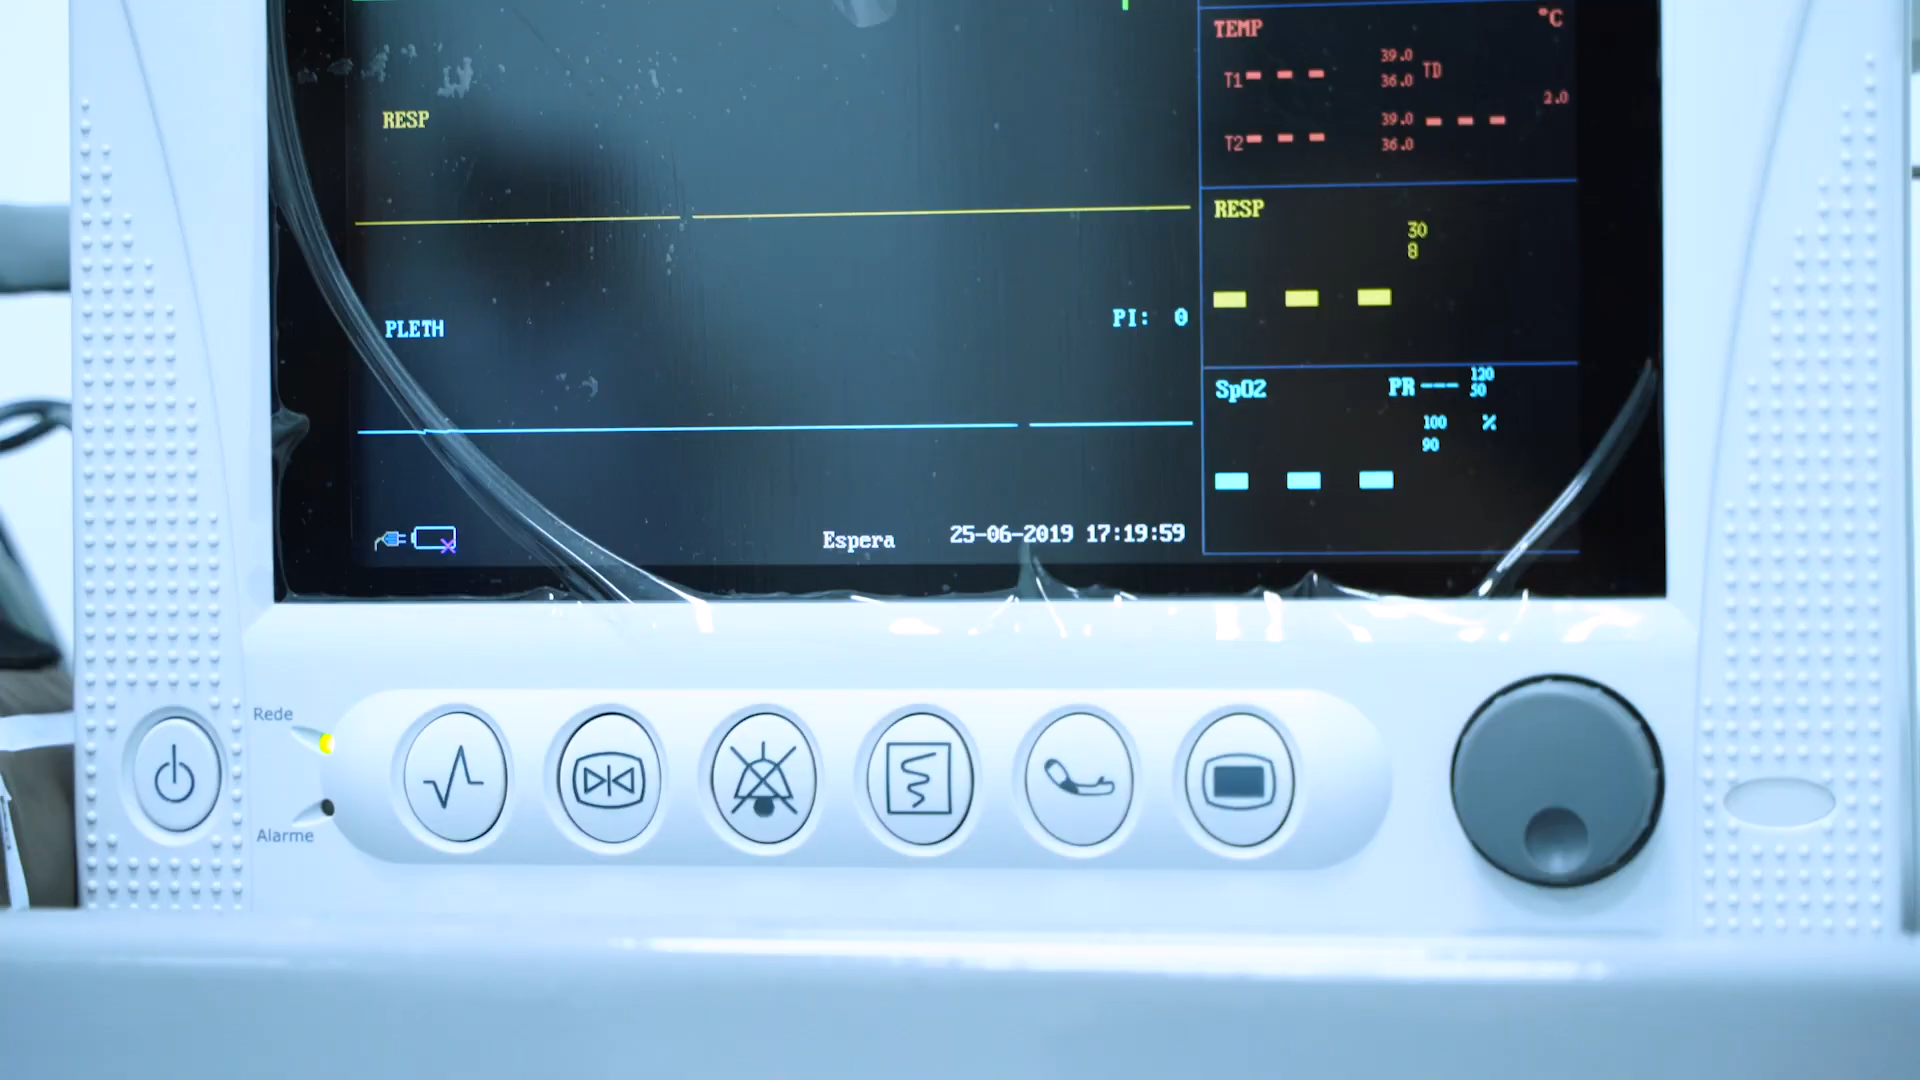 TEMP °C
T1 --- 39.0 36.0 TD
2.0
T2 --- 39.0 36.0 ---
RESP
RESP
30
8
---
PLETH
PI: 0
SpO2 PR --- 120 50
100 %
90
---
Espera 25-06-2019 17:19:59
Rede
Alarme